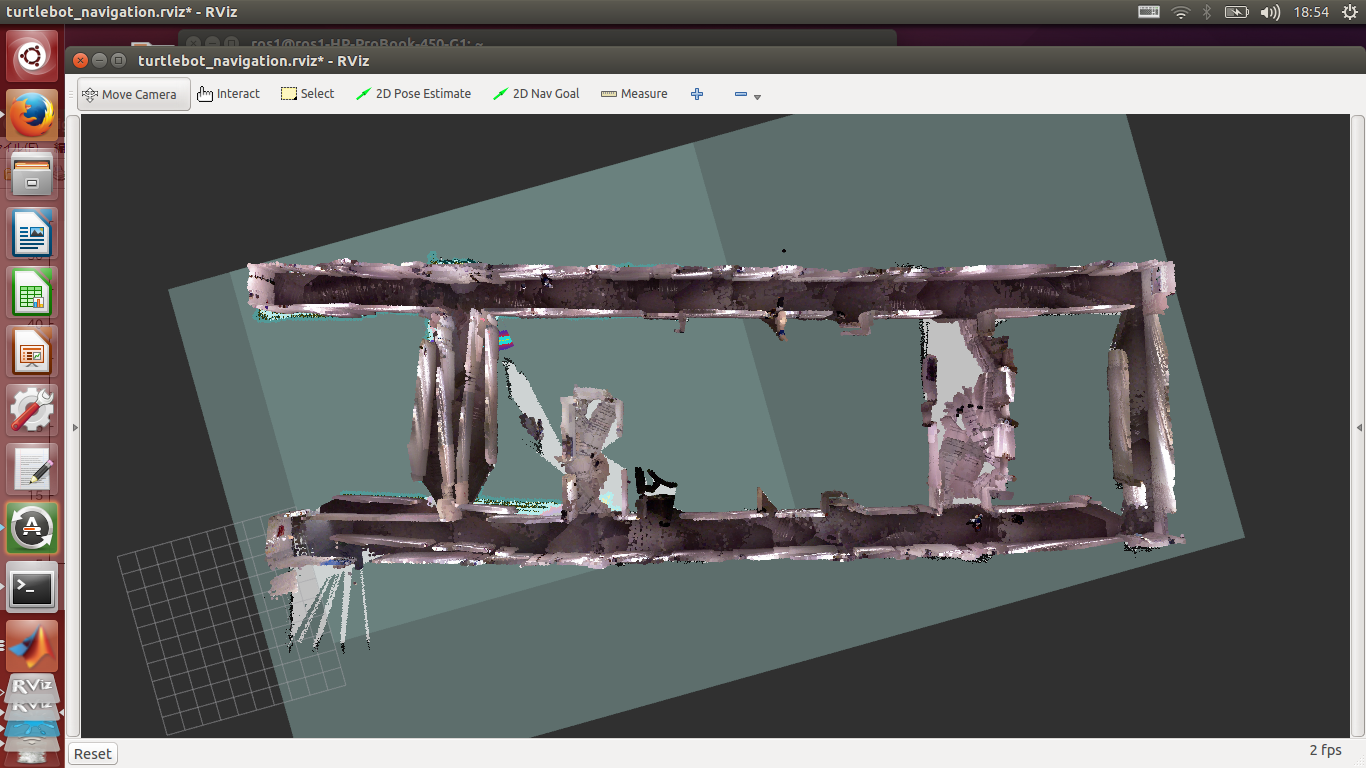 turtlebot_navigation.rviz* - RViz
18:54
ros1@ros1-HP-ProBook-450-G1: ~
turtlebot_navigation.rviz* - RViz
Move Camera Interact Select 2D Pose Estimate 2D Nav Goal Measure
RViz
Reset
2 fps